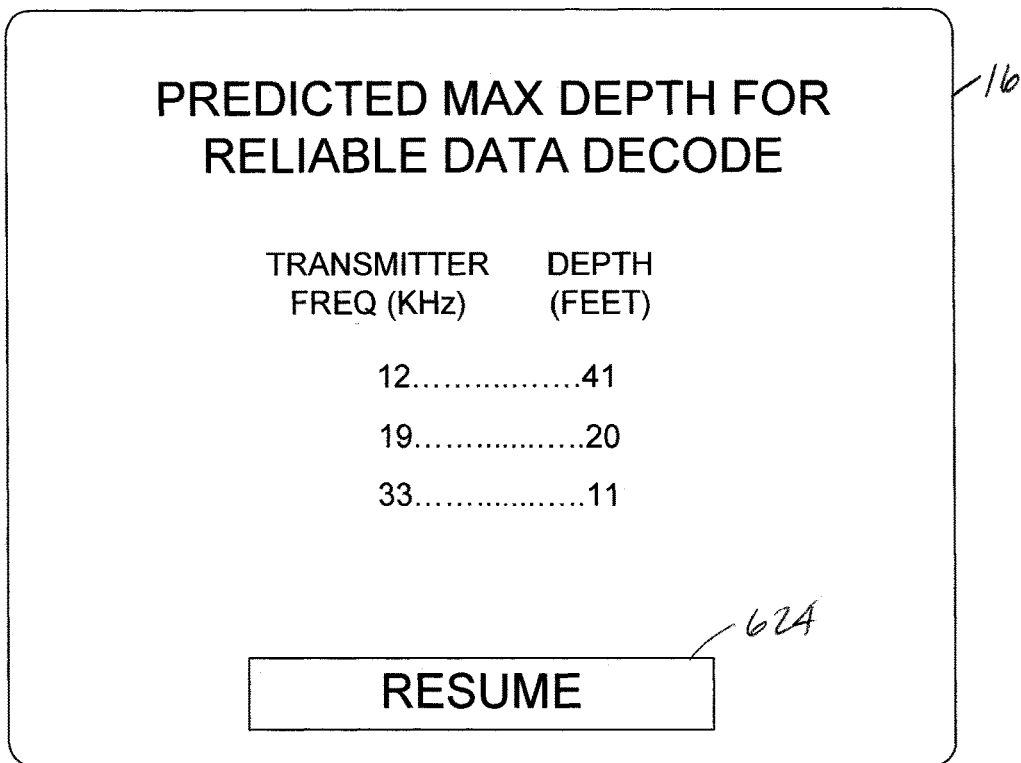 PREDICTED MAX DEPTH FOR
RELIABLE DATA DECODE
16
TRANSMITTER DEPTH
FREQ (KHz) (FEET)
12....................41
19....................20
33....................11
624
RESUME